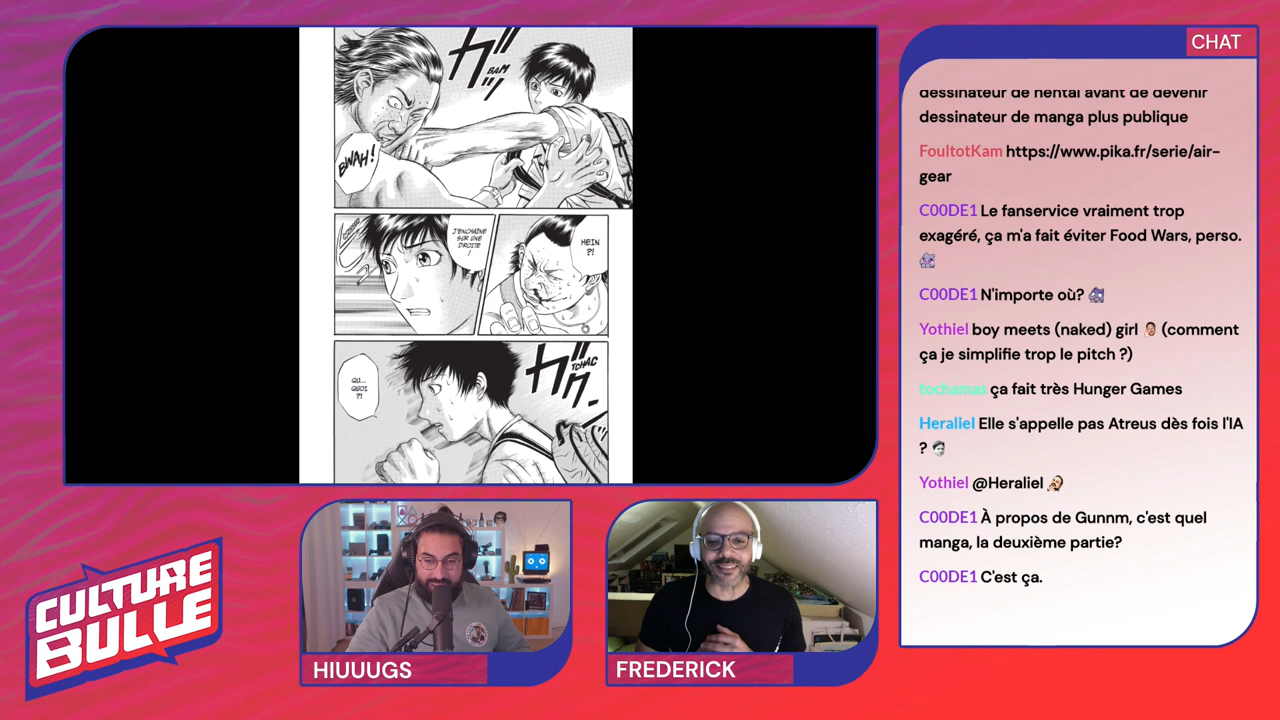 ガッ
BAM
BWAH !
J'ENCHAÎNE
SUR UNE
DROITE
!
HEIN
?!
QU...
QUOI
?!
TCHAC
CHAT
dessinateur de hentai avant de devenir
dessinateur de manga plus publique
FoultotKam https://www.pika.fr/serie/air-
gear
C00DE1 Le fanservice vraiment trop
exagéré, ça m'a fait éviter Food Wars, perso.
C00DE1 N'importe où?
Yothiel boy meets (naked) girl (comment
ça je simplifie trop le pitch ?)
tochamas ça fait très Hunger Games
Heraliel Elle s'appelle pas Atreus dès fois l'IA
?
Yothiel @Heraliel
C00DE1 À propos de Gunnm, c'est quel
manga, la deuxième partie?
C00DE1 C'est ça.
CULTURE
BULLE
HIUUUGS
FREDERICK